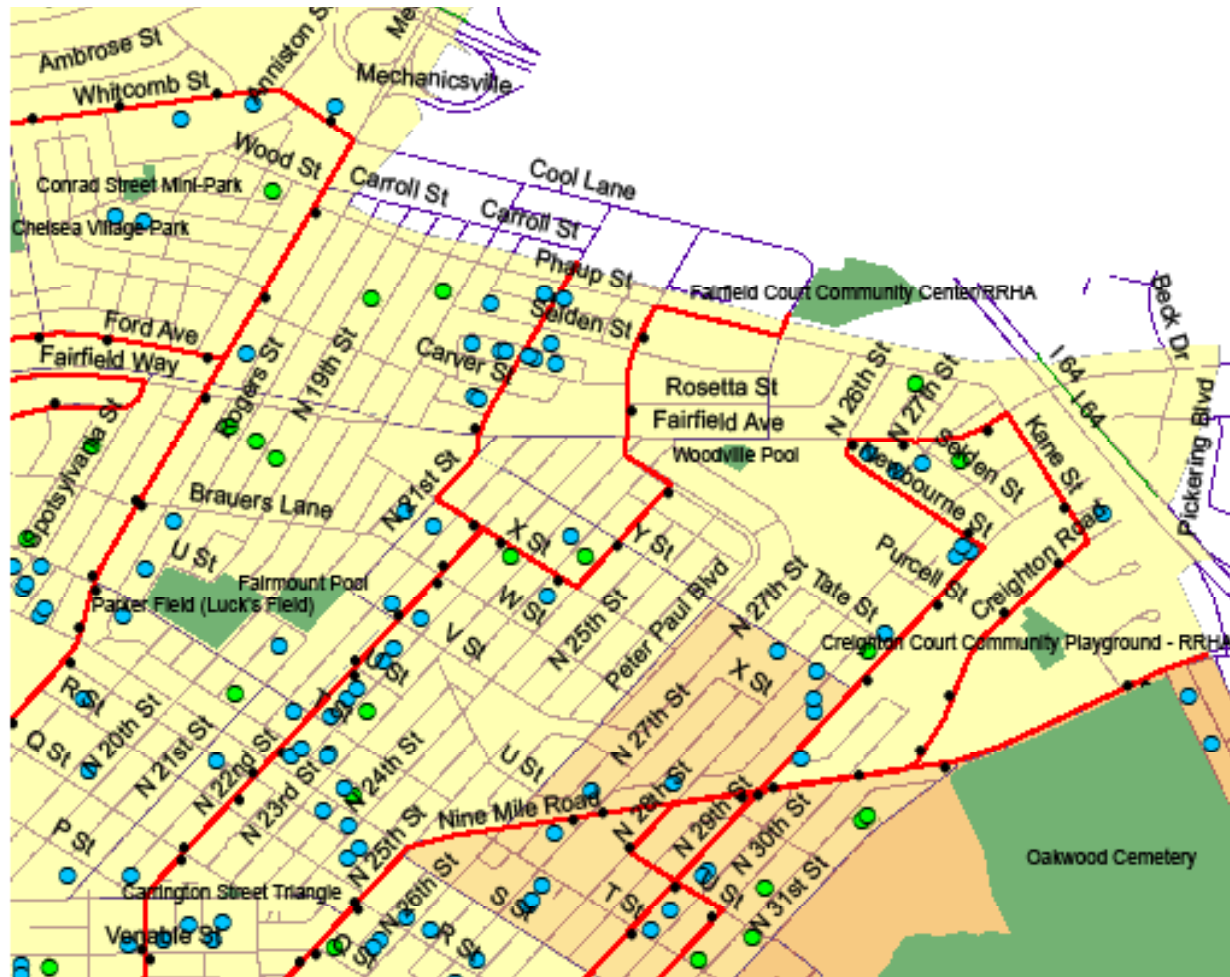 Ambrose St
Anniston S
Me
Whitcomb St
Mechanicsville
Wood St
Cool Lane
Conrad Street Mini-Park
Carroll St
Carroll St
Chelsea Village Park
Phaup St
Fairfield Court Community Center/RRHA
Beck Dr
Ford Ave
Selden St
Fairfield Way
Rogers St
N 19th St
Carver St
I 64
I 64
Rosetta St
N 26th St
N 27th St
Fairfield Ave
Pickering Blvd
Spotsylvania St
Woodville Pool
Selden St
Kane St
Newbourne St
Brauers Lane
N 21st St
X St
Y St
Creighton Road
U St
Purcell St
Fairmount Pool
Tate St
Parker Field (Luck's Field)
W St
N 25th St
Peter Paul Blvd
N 27th St
V St
Creighton Court Community Playground - RRHA
U St
X St
R St
N 20th St
N 27th St
Q St
N 21st St
N 22nd St
N 23rd St
N 24th St
U St
Nine Mile Road
N 28th St
P St
N 25th St
N 29th St
N 30th St
Oakwood Cemetery
Carrington Street Triangle
N 26th St
S St
T St
N 31st St
Venable St
Q St
R St